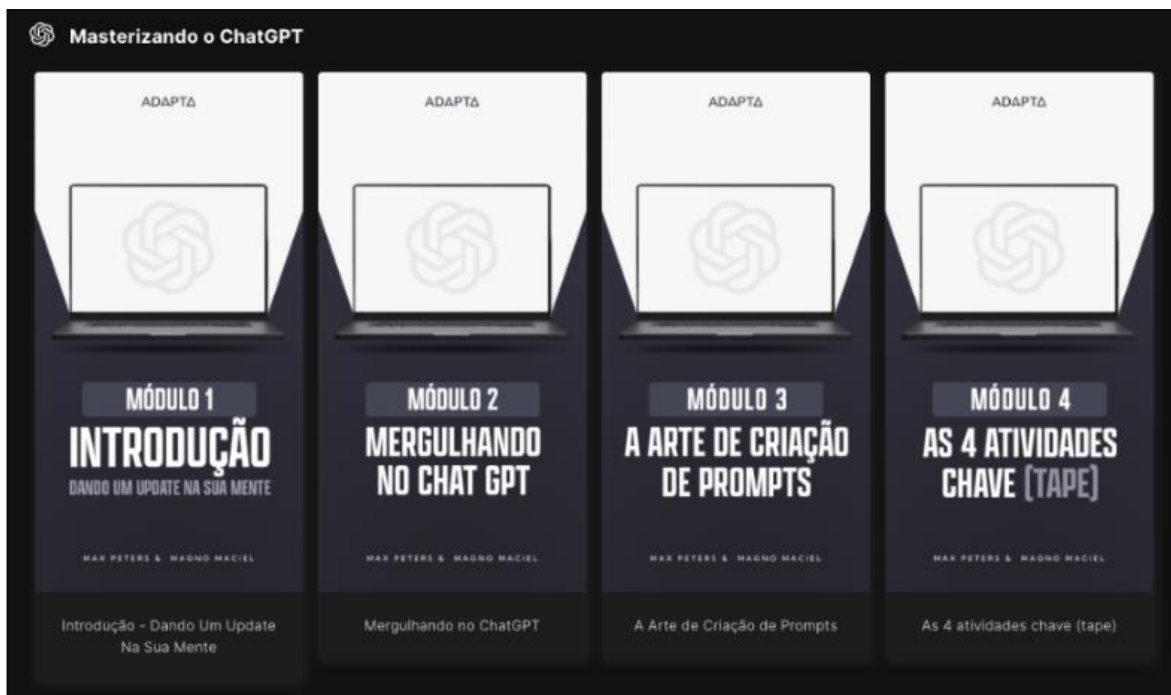 Masterizando o ChatGPT
ADAPTA
MÓDULO 1
INTRODUÇÃO
DANDO UM UPDATE NA SUA MENTE
MAX PETERS & MAGNO MACIEL
Introdução - Dando Um Update
Na Sua Mente
ADAPTA
MÓDULO 2
MERGULHANDO
NO CHAT GPT
MAX PETERS & MAGNO MACIEL
Mergulhando no ChatGPT
ADAPTA
MÓDULO 3
A ARTE DE CRIAÇÃO
DE PROMPTS
MAX PETERS & MAGNO MACIEL
A Arte de Criação de Prompts
ADAPTA
MÓDULO 4
AS 4 ATIVIDADES
CHAVE (TAPE)
MAX PETERS & MAGNO MACIEL
As 4 atividades chave (tape)